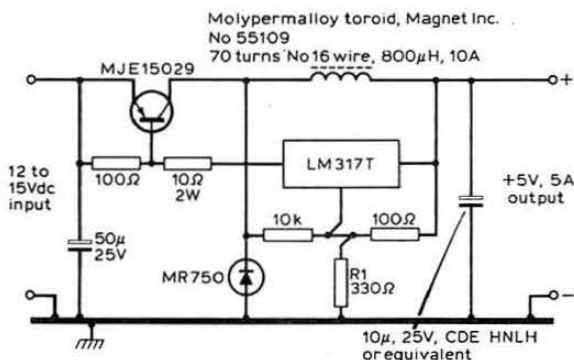 Molypermalloy toroid, Magnet Inc.
No 55109
70 turns No 16 wire, 800μH, 10A
MJE15029
+
LM317T
100Ω
10Ω
2W
12 to
15Vdc
input
+5V, 5A
output
10k
100Ω
50μ
25V
MR750
R1
330Ω
−
10μ, 25V, CDE HNLH
or equivalent